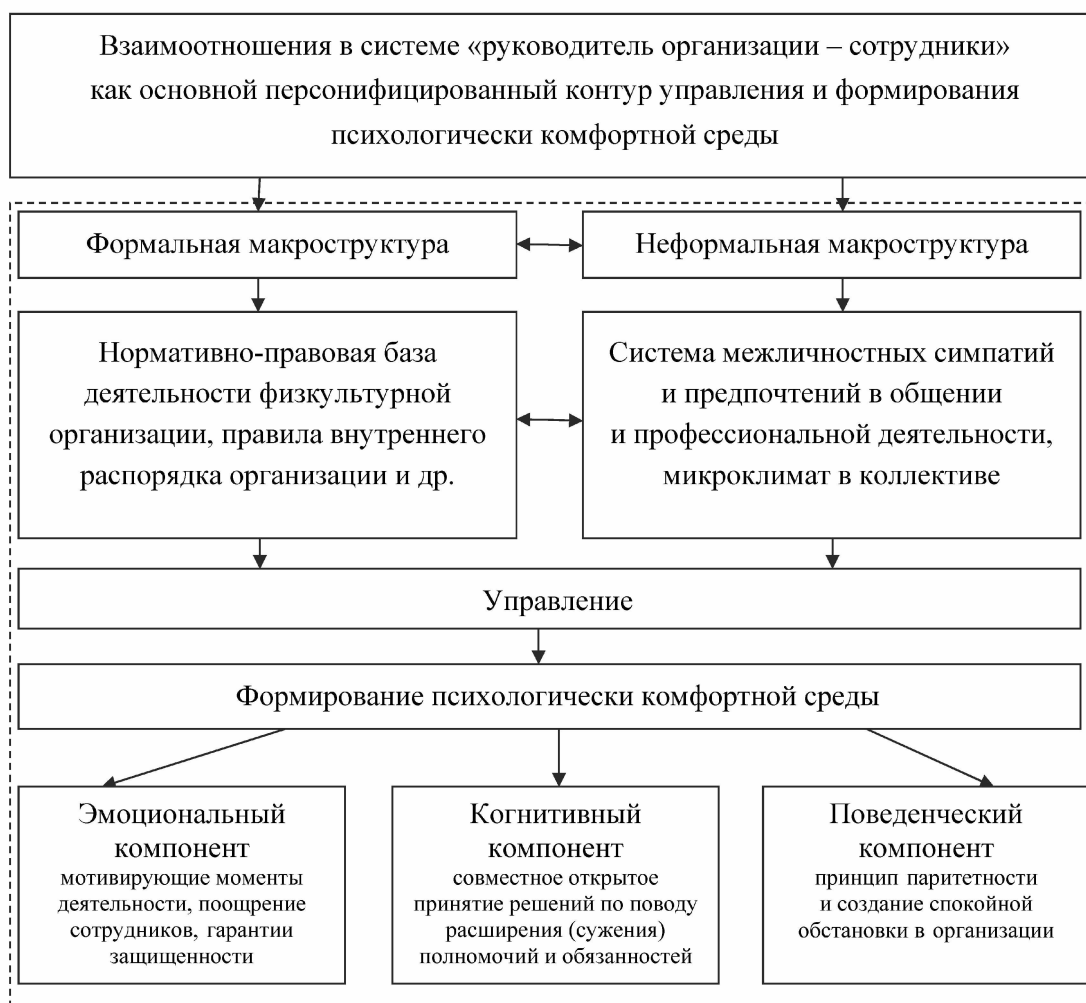 Взаимоотношения в системе «руководитель организации – сотрудники»
как основной персонифицированный контур управления и формирования
психологически комфортной среды
Формальная макроструктура
Неформальная макроструктура
Нормативно-правовая база
деятельности физкультурной
организации, правила внутреннего
распорядка организации и др.
Система межличностных симпатий
и предпочтений в общении
и профессиональной деятельности,
микроклимат в коллективе
Управление
Формирование психологически комфортной среды
Эмоциональный
компонент
мотивирующие моменты
деятельности, поощрение
сотрудников, гарантии
защищенности
Когнитивный
компонент
совместное открытое
принятие решений по поводу
расширения (сужения)
полномочий и обязанностей
Поведенческий
компонент
принцип паритетности
и создание спокойной
обстановки в организации